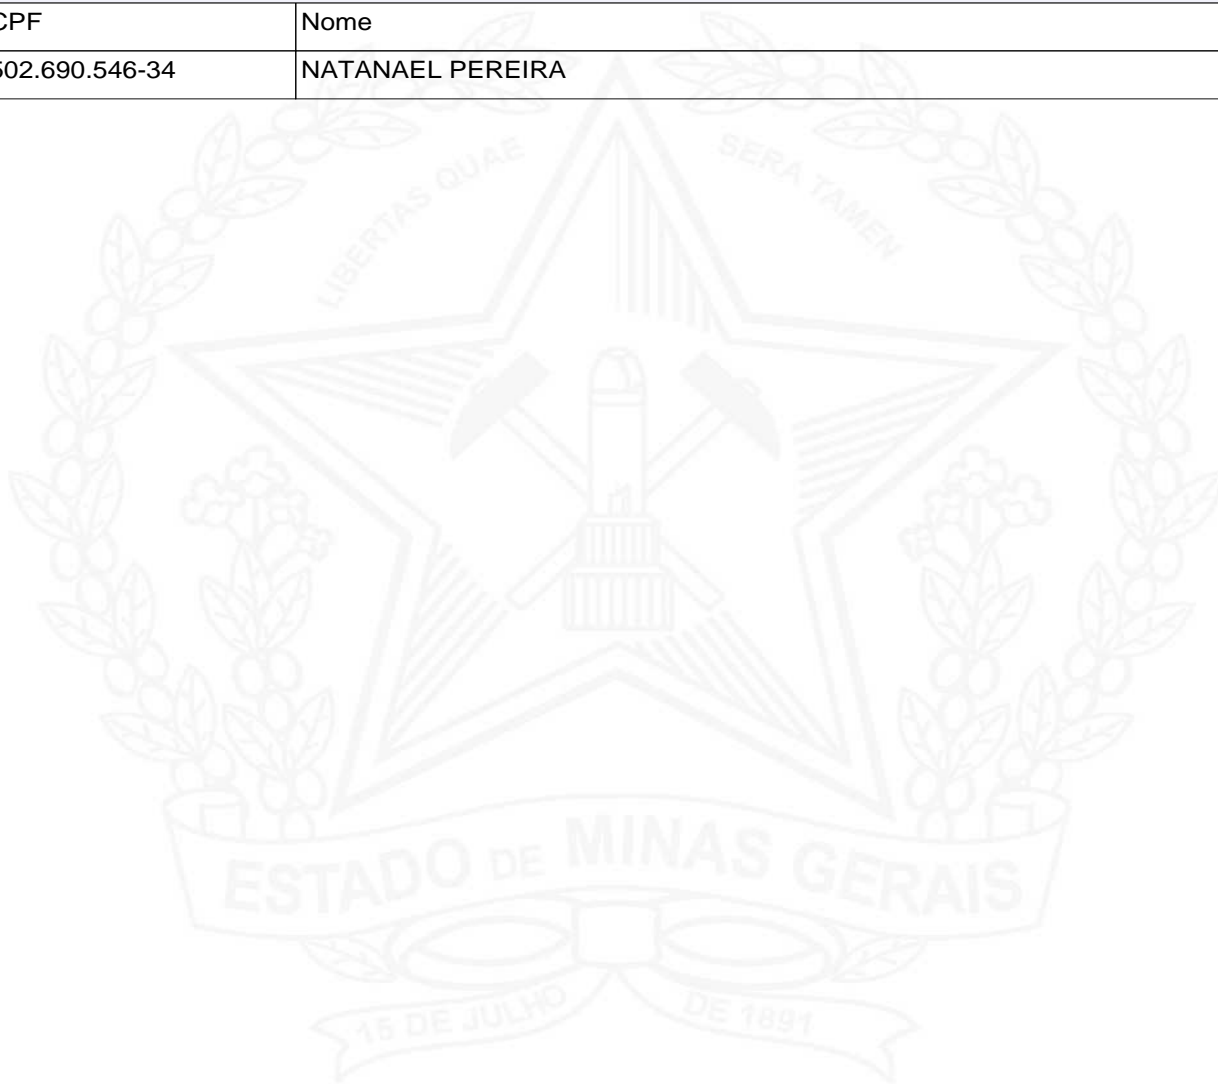 CPF Nome
502.690.546-34 NATANAEL PEREIRA
LIBERTAS QUAE SERA TAMEN
ESTADO DE MINAS GERAIS
15 DE JULHO DE 1891